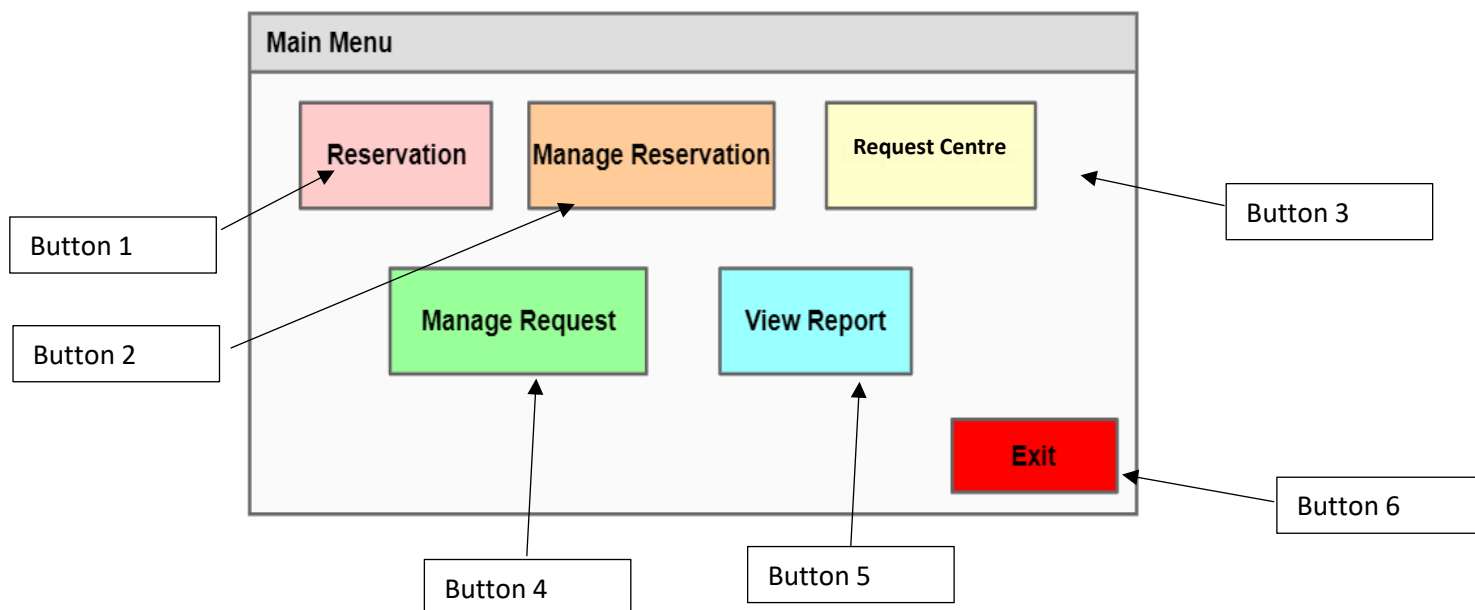 Main Menu
Reservation
Manage Reservation
Request Centre
Button 3
Button 1
Manage Request
View Report
Button 2
Exit
Button 6
Button 4
Button 5